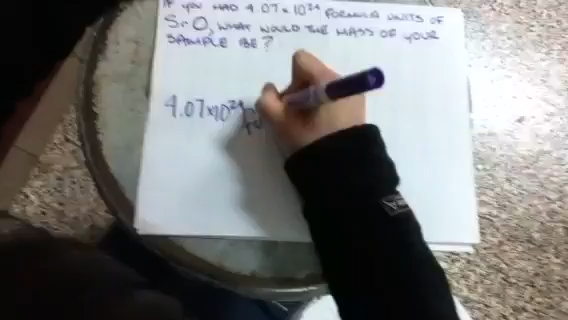 IF YOU HAD 4.07 x 10²⁴ FORMULA UNITS OF
SrO, WHAT WOULD THE MASS OF YOUR
SAMPLE BE?
4.07x10²⁴